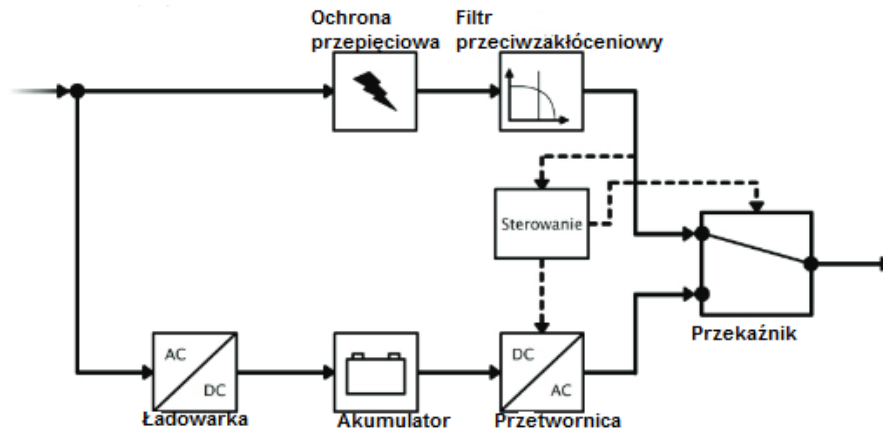 Ochrona
przepięciowa
Filtr
przeciwzakłóceniowy
Sterowanie
Przekaźnik
AC
DC
Ładowarka
Akumulator
DC
AC
Przetwornica